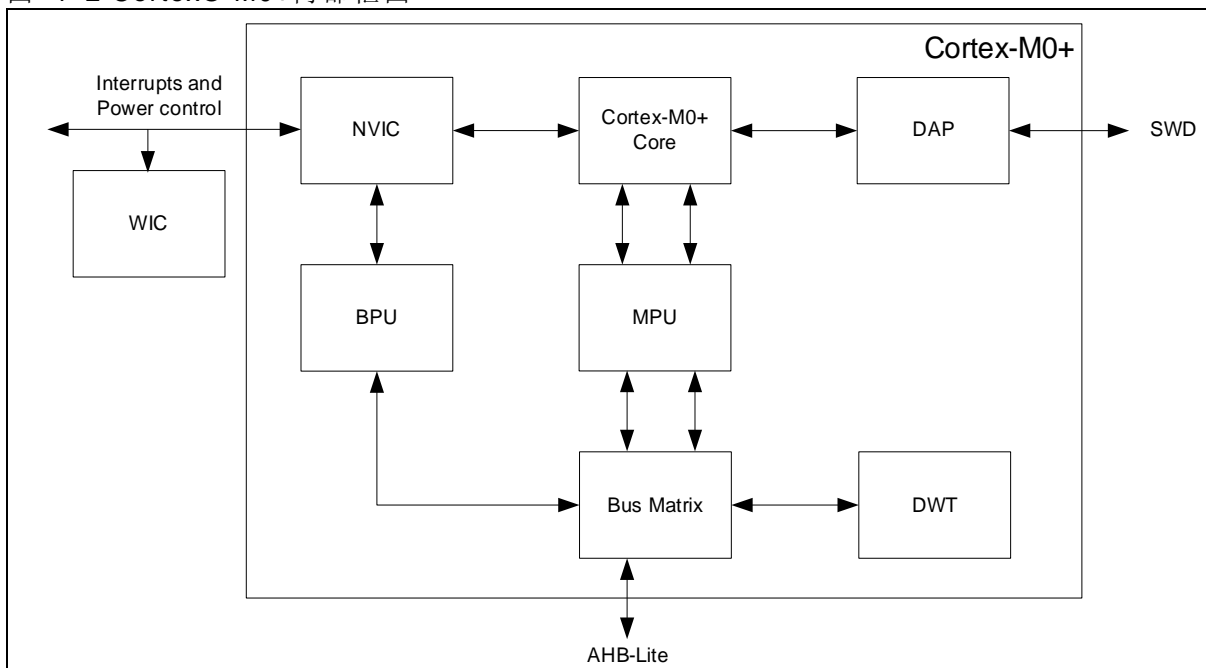 Cortex-M0+
Interrupts and
Power control
NVIC
Cortex-M0+
Core
DAP
SWD
WIC
BPU
MPU
Bus Matrix
DWT
AHB-Lite